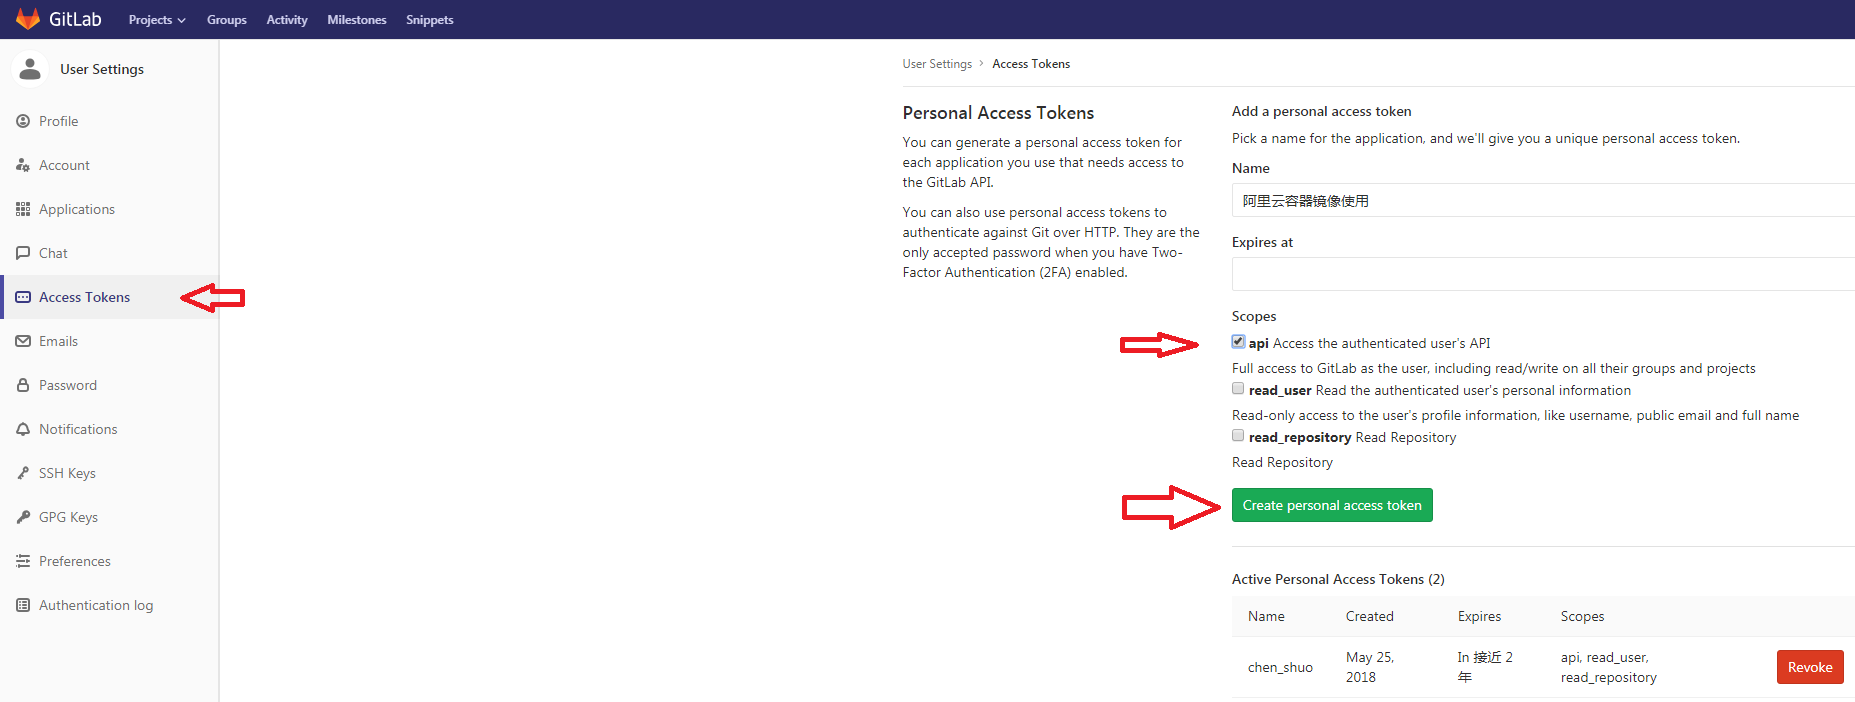 GitLab Projects Groups Activity Milestones Snippets
User Settings
Profile
Account
Applications
Chat
Access Tokens
Emails
Password
Notifications
SSH Keys
GPG Keys
Preferences
Authentication log
User Settings › Access Tokens
Personal Access Tokens
You can generate a personal access token for
each application you use that needs access to
the GitLab API.
You can also use personal access tokens to
authenticate against Git over HTTP. They are the
only accepted password when you have Two-
Factor Authentication (2FA) enabled.
Add a personal access token
Pick a name for the application, and we'll give you a unique personal access token.
Name
阿里云容器镜像使用
Expires at
Scopes
api Access the authenticated user's API
Full access to GitLab as the user, including read/write on all their groups and projects
read_user Read the authenticated user's personal information
Read-only access to the user's profile information, like username, public email and full name
read_repository Read Repository
Read Repository
Create personal access token
Active Personal Access Tokens (2)
Name Created Expires Scopes
chen_shuo
May 25,
2018
In 接近 2
年
api, read_user,
read_repository
Revoke